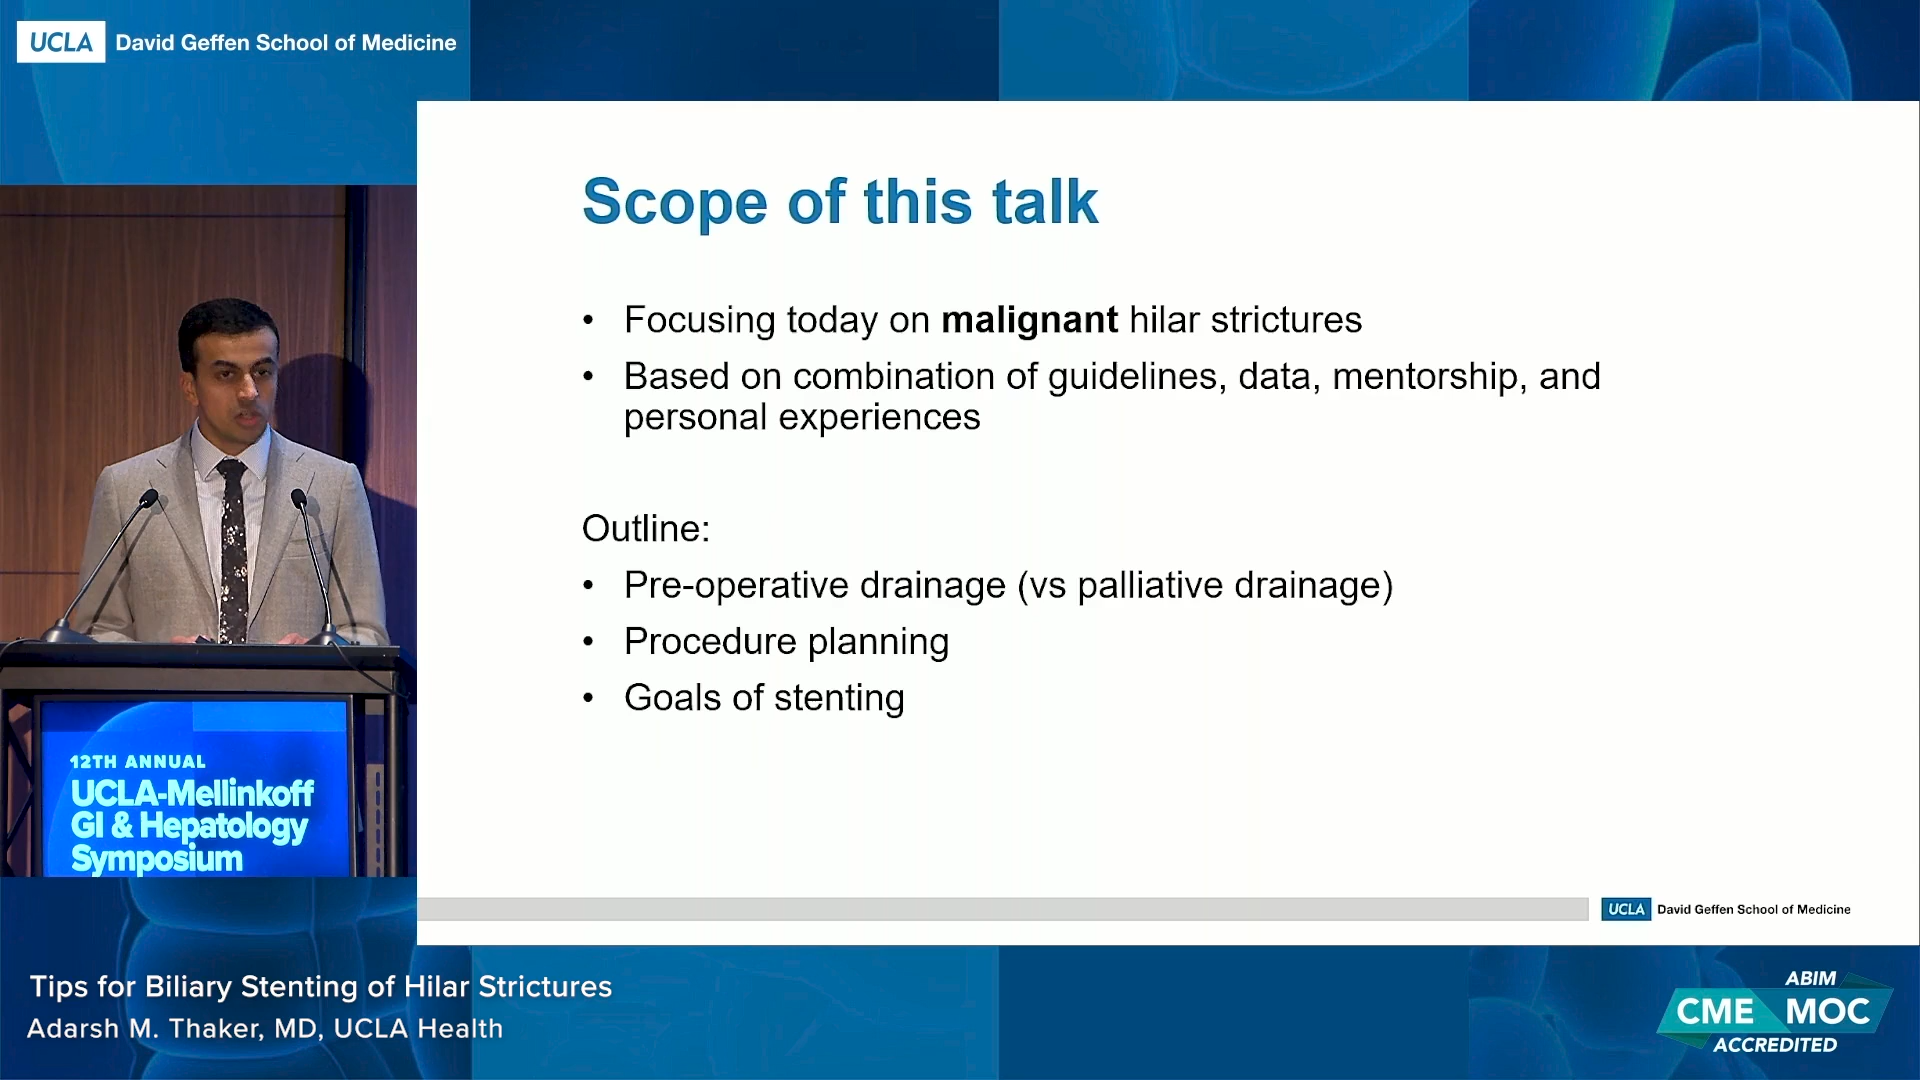 UCLA David Geffen School of Medicine
Scope of this talk
• Focusing today on malignant hilar strictures
• Based on combination of guidelines, data, mentorship, and
personal experiences
Outline:
• Pre-operative drainage (vs palliative drainage)
• Procedure planning
• Goals of stenting
12TH ANNUAL
UCLA-Mellinkoff
GI & Hepatology
Symposium
UCLA David Geffen School of Medicine
Tips for Biliary Stenting of Hilar Strictures
Adarsh M. Thaker, MD, UCLA Health
ABIM
CME MOC
ACCREDITED